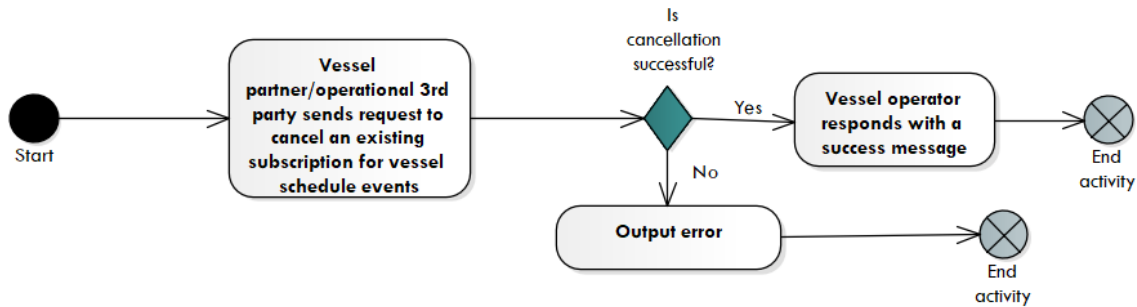 Start
Vessel
partner/operational 3rd
party sends request to
cancel an existing
subscription for vessel
schedule events
Is
cancellation
successful?
Yes
Vessel operator
responds with a
success message
End
activity
No
Output error
End
activity